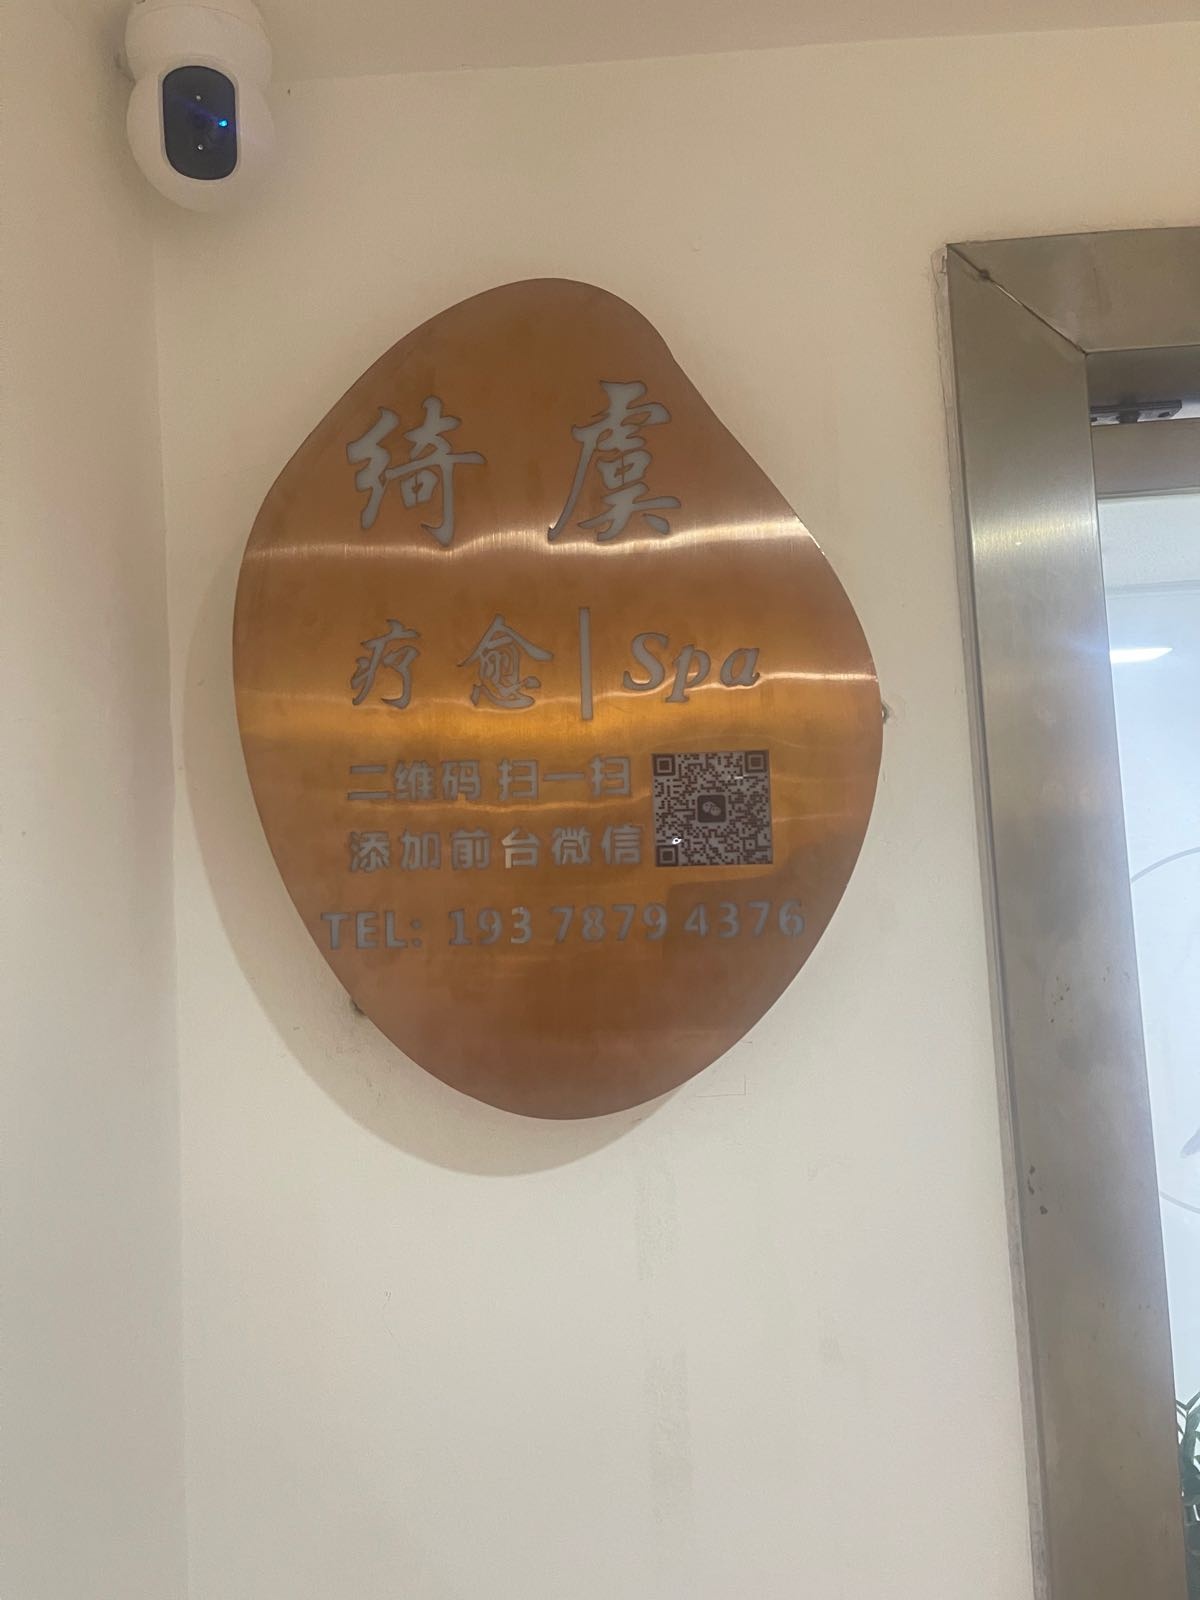 绮虞
疗愈 | Spa
二维码 扫一扫
添加前台微信
TEL: 193 7879 4376